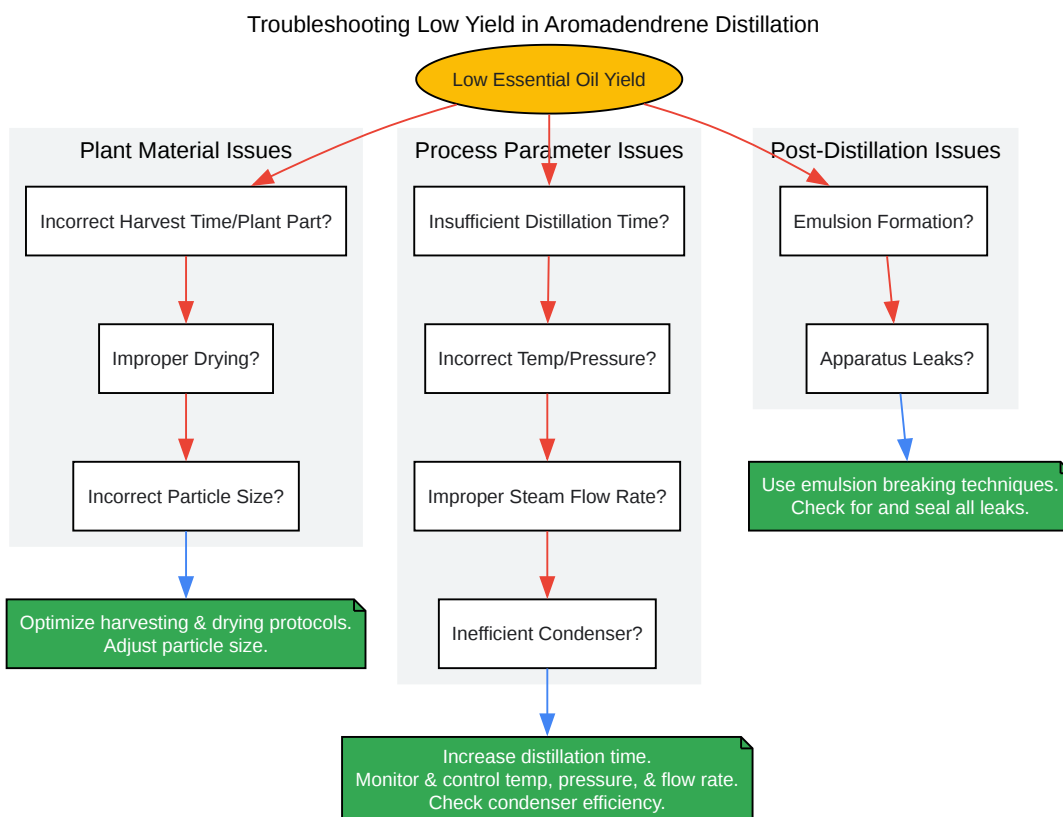 Troubleshooting Low Yield in Aromadendrene Distillation
Low Essential Oil Yield
Plant Material Issues
Incorrect Harvest Time/Plant Part?
Improper Drying?
Incorrect Particle Size?
Optimize harvesting & drying protocols.
Adjust particle size.
Process Parameter Issues
Insufficient Distillation Time?
Incorrect Temp/Pressure?
Improper Steam Flow Rate?
Inefficient Condenser?
Increase distillation time.
Monitor & control temp, pressure, & flow rate.
Check condenser efficiency.
Post-Distillation Issues
Emulsion Formation?
Apparatus Leaks?
Use emulsion breaking techniques.
Check for and seal all leaks.